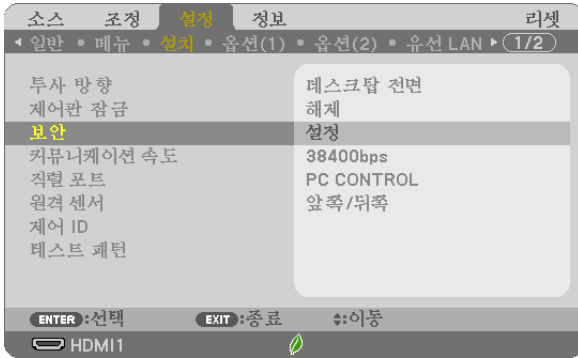 소스 조정 설정 정보 리셋
◂ 일반 • 메뉴 • 설치 • 옵션(1) • 옵션(2) • 유선 LAN ▸ 1/2
투사 방향 데스크탑 전면
제어판 잠금 해제
보안 설정
커뮤니케이션 속도 38400bps
직렬 포트 PC CONTROL
원격 센서 앞쪽/뒤쪽
제어 ID
테스트 패턴
ENTER :선택 EXIT :종료 :이동
HDMI1